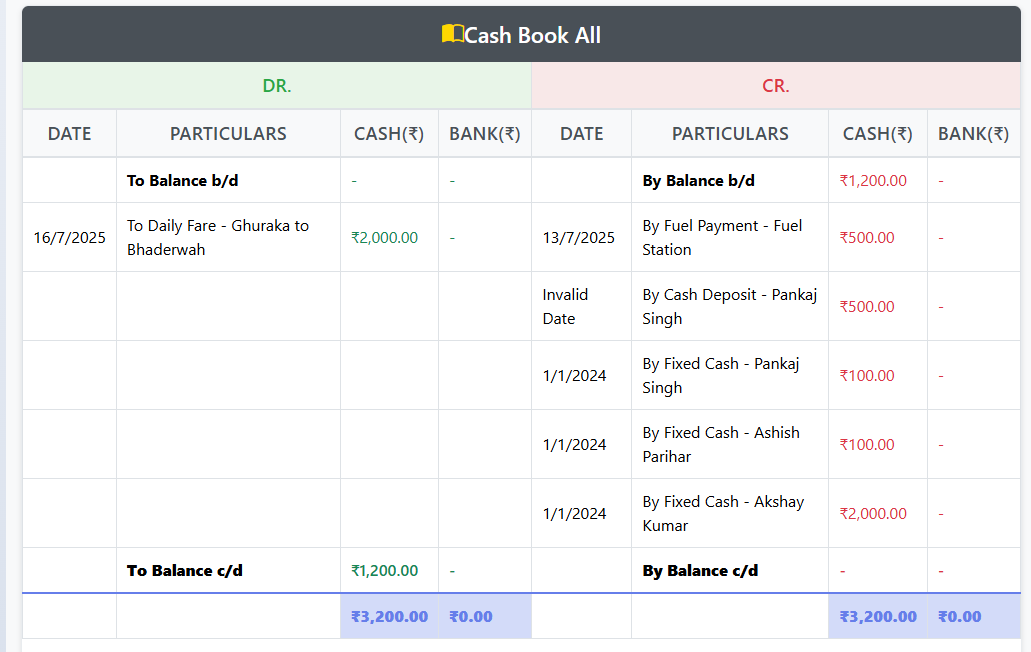 Cash Book All
DR. CR.
DATE PARTICULARS CASH(₹) BANK(₹) DATE PARTICULARS CASH(₹) BANK(₹)
To Balance b/d - - By Balance b/d ₹1,200.00 -
16/7/2025 To Daily Fare - Ghuraka to ₹2,000.00 - 13/7/2025 By Fuel Payment - Fuel ₹500.00 -
Bhaderwah Station
Invalid By Cash Deposit - Pankaj ₹500.00 -
Date Singh
1/1/2024 By Fixed Cash - Pankaj ₹100.00 -
Singh
1/1/2024 By Fixed Cash - Ashish ₹100.00 -
Parihar
1/1/2024 By Fixed Cash - Akshay ₹2,000.00 -
Kumar
To Balance c/d ₹1,200.00 - By Balance c/d - -
₹3,200.00 ₹0.00 ₹3,200.00 ₹0.00